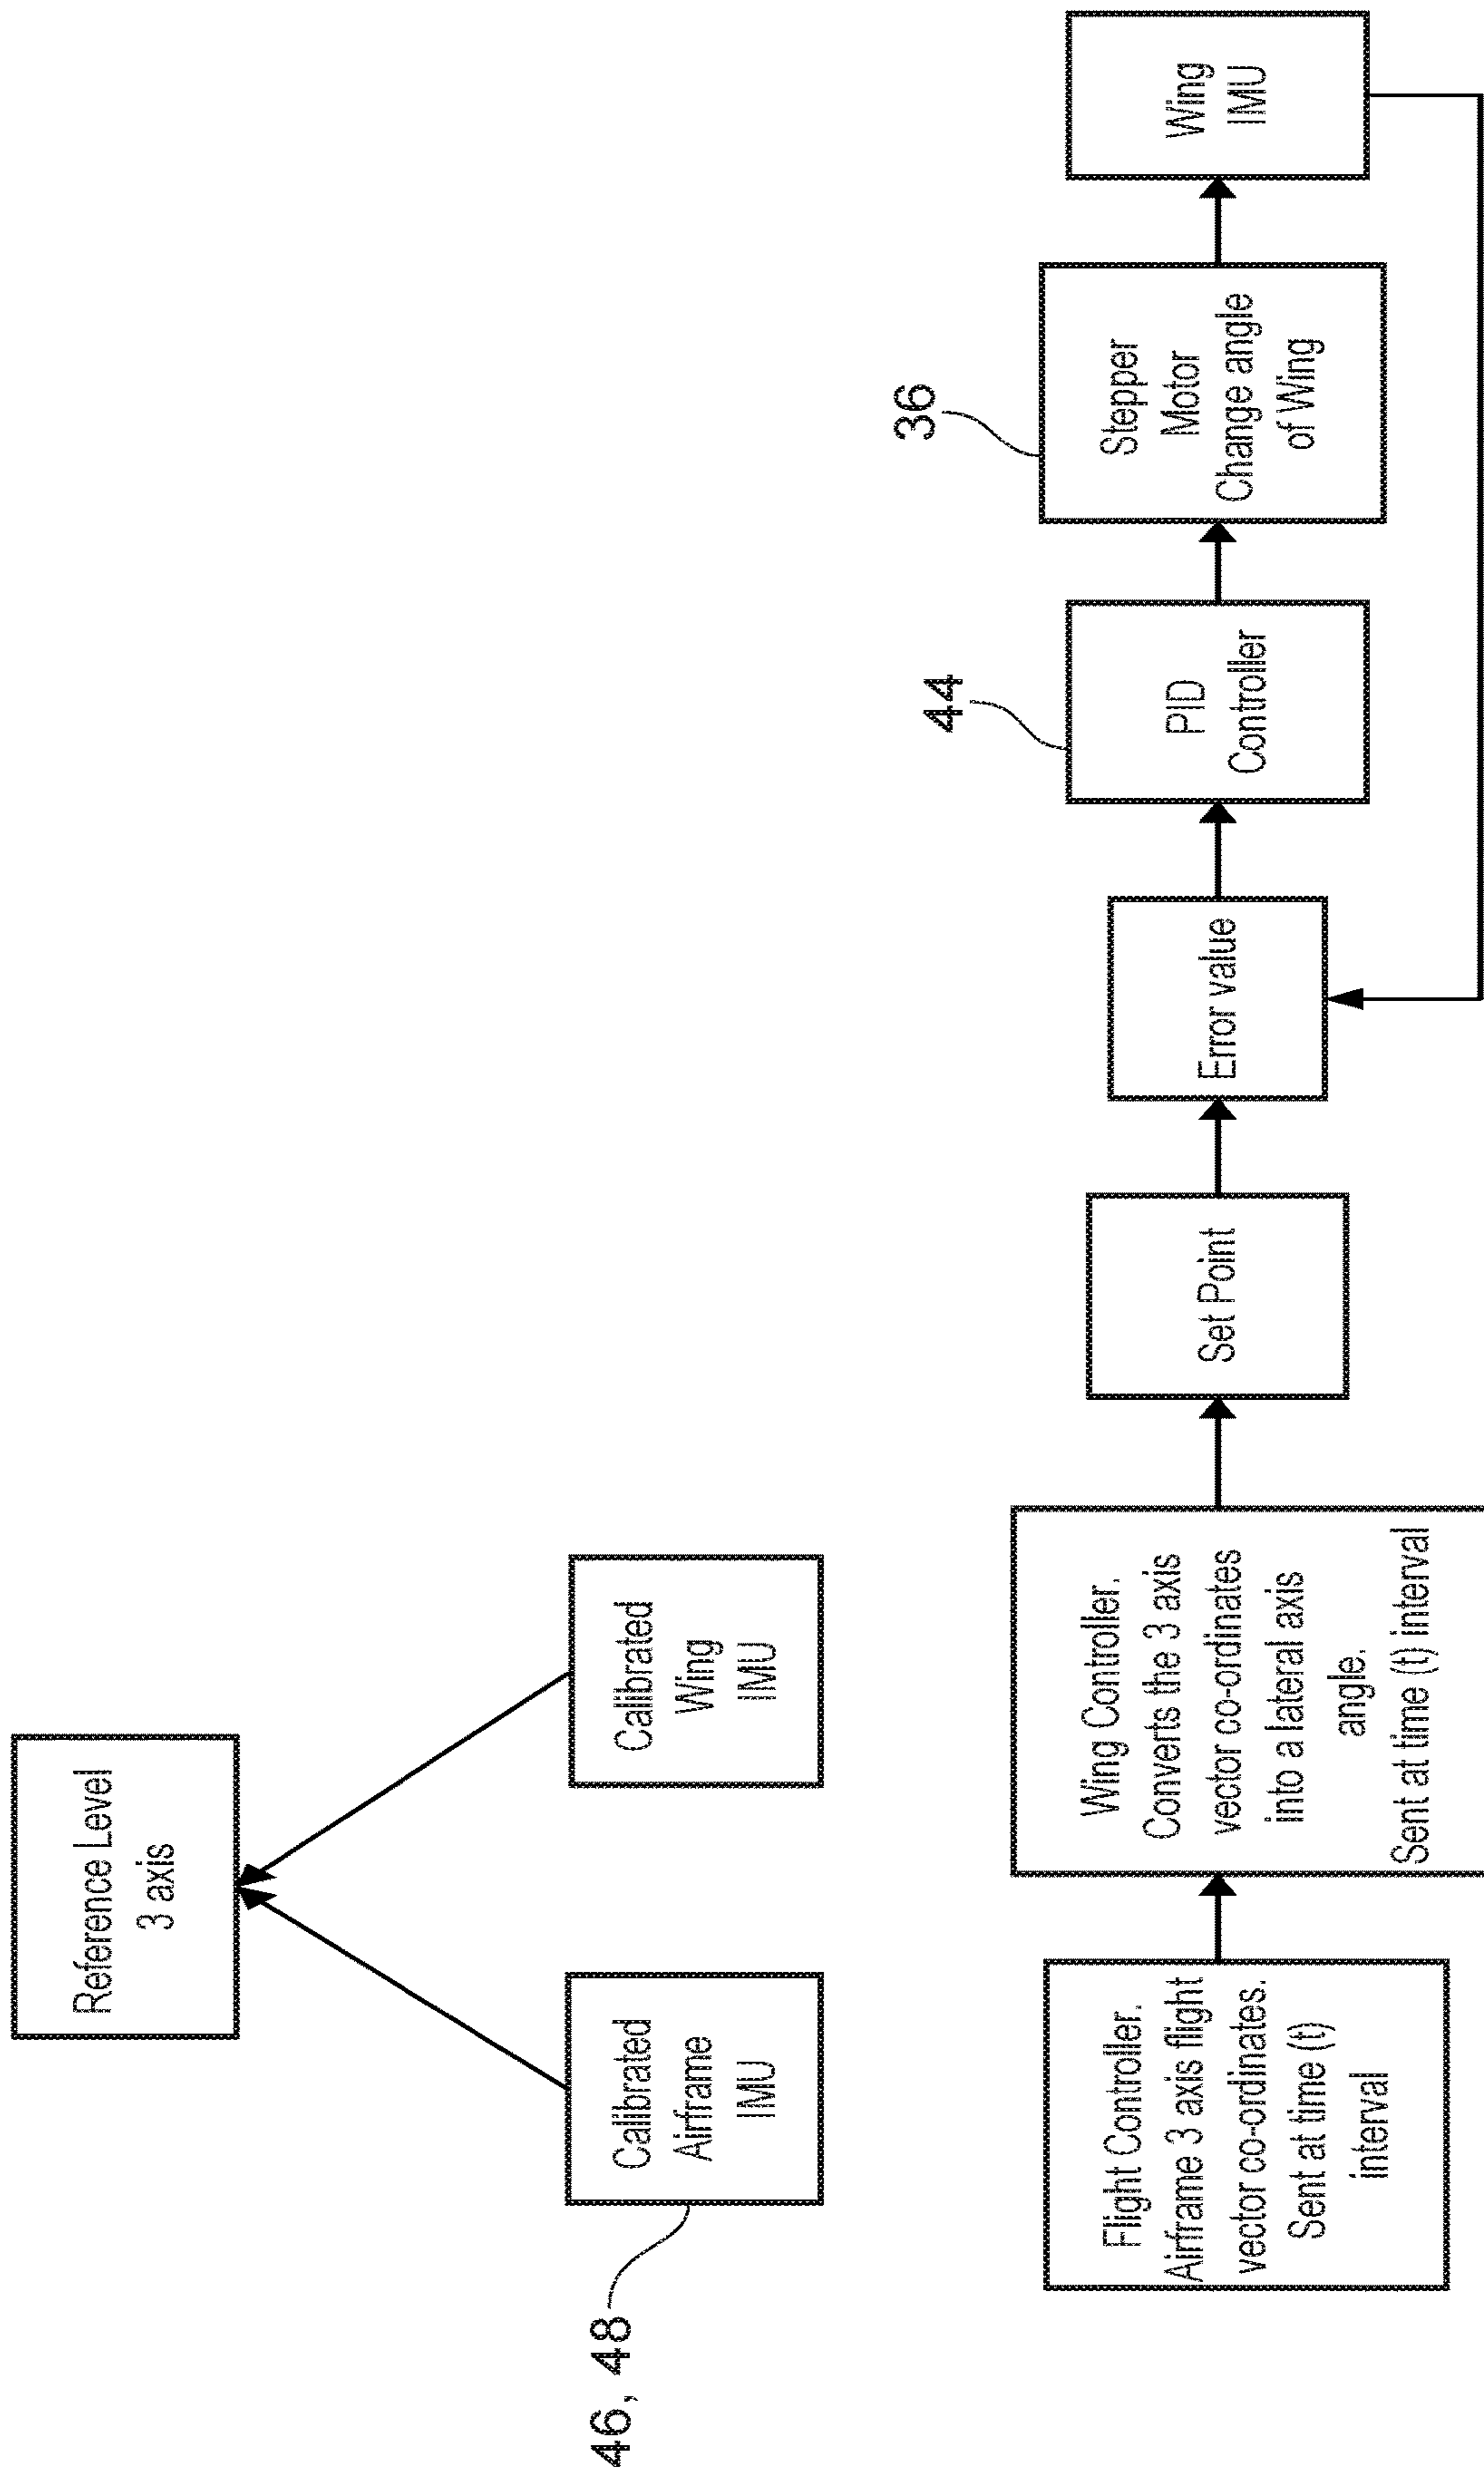 Reference Level
3 axis
46, 48
Calibrated
Airframe
IMU
Calibrated
Wing
IMU
Flight Controller.
Airframe 3 axis flight
vector co-ordinates.
Sent at time (t)
interval
Wing Controller.
Converts the 3 axis
vector co-ordinates
into a lateral axis
angle.
Sent at time (t) interval
Set Point
Error value
44
PID
Controller
36
Stepper
Motor
Change angle
of Wing
Wing
IMU